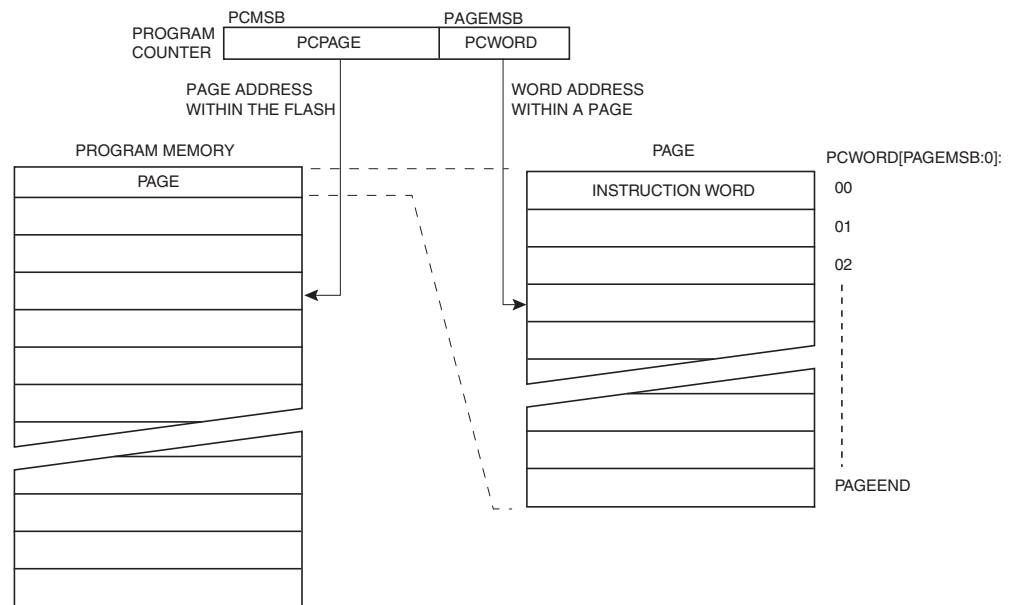 PCMSB
PAGEMSB
PROGRAM
COUNTER
PCPAGE
PCWORD
PAGE ADDRESS
WITHIN THE FLASH
WORD ADDRESS
WITHIN A PAGE
PROGRAM MEMORY
PAGE
PAGE
PCWORD[PAGEMSB:0]:
INSTRUCTION WORD
00
01
02
PAGEEND